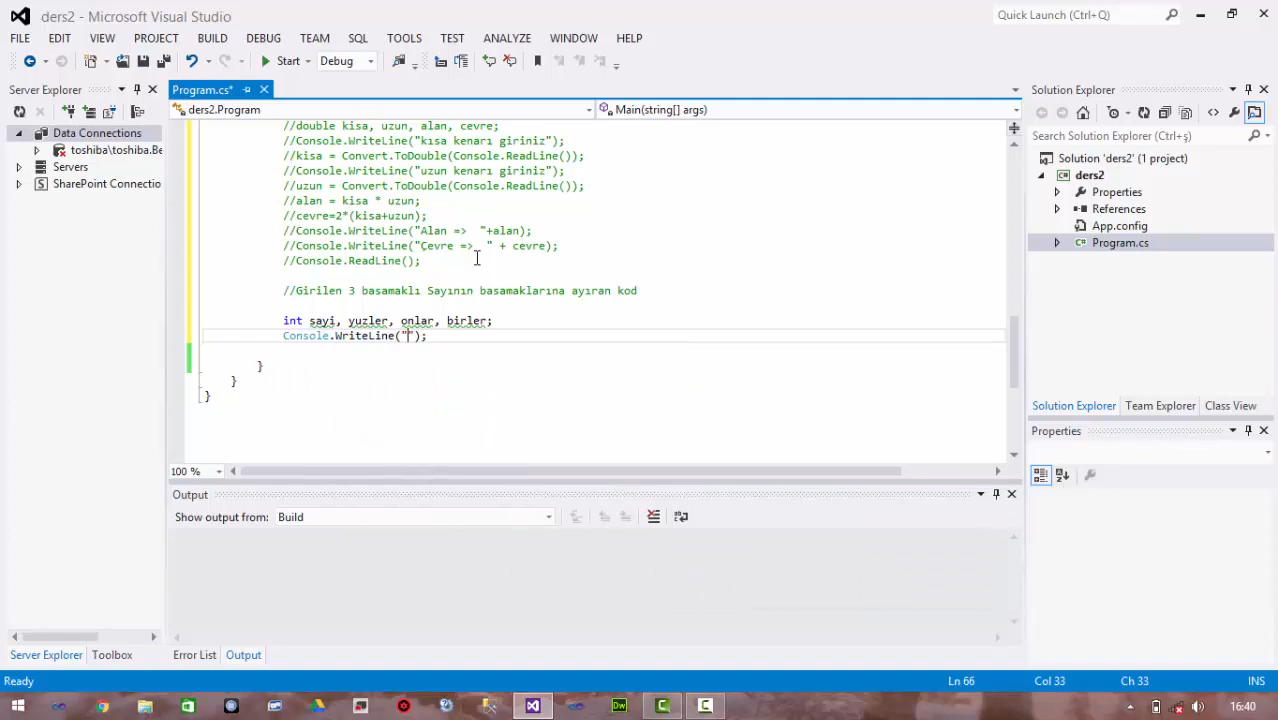 ders2 - Microsoft Visual Studio
Quick Launch (Ctrl+Q)
FILE EDIT VIEW PROJECT BUILD DEBUG TEAM SQL TOOLS TEST ANALYZE WINDOW HELP
Start Debug
Server Explorer
Program.cs*
Solution Explorer
ders2.Program
Main(string[] args)
Data Connections
toshiba\toshiba.Be
Servers
SharePoint Connectio
//double kisa, uzun, alan, cevre;
//Console.WriteLine("kısa kenarı giriniz");
//kisa = Convert.ToDouble(Console.ReadLine());
//Console.WriteLine("uzun kenarı giriniz");
//uzun = Convert.ToDouble(Console.ReadLine());
//alan = kisa * uzun;
//cevre=2*(kisa+uzun);
//Console.WriteLine("Alan =>  "+alan);
//Console.WriteLine("Çevre =>  " + cevre);
//Console.ReadLine();
//Girilen 3 basamaklı Sayının basamaklarına ayıran kod
int sayi, yuzler, onlar, birler;
Console.WriteLine("");
}
}
}
Search Solution Explorer (Ctrl+ş)
Solution 'ders2' (1 project)
ders2
Properties
References
App.config
Program.cs
Solution Explorer Team Explorer Class View
Properties
100 %
Output
Show output from: Build
Server Explorer Toolbox
Error List Output
Ready
Ln 66 Col 33 Ch 33 INS
Dw
16:40